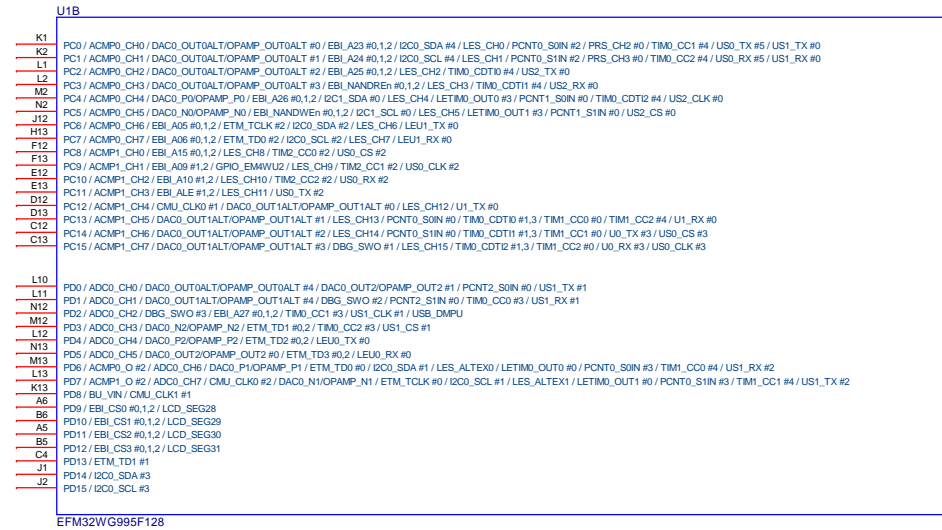 U1B
K1 PC0 / ACMP0_CH0 / DAC0_OUT0ALT/OPAMP_OUT0ALT #0 / EBI_A23 #0,1,2 / I2C0_SDA #4 / LES_CH0 / PCNT0_S0IN #2 / PRS_CH2 #0 / TIM0_CC1 #4 / US0_TX #5 / US1_TX #0
K2 PC1 / ACMP0_CH1 / DAC0_OUT0ALT/OPAMP_OUT0ALT #1 / EBI_A24 #0,1,2 / I2C0_SCL #4 / LES_CH1 / PCNT0_S1IN #2 / PRS_CH3 #0 / TIM0_CC2 #4 / US0_RX #5 / US1_RX #0
L1 PC2 / ACMP0_CH2 / DAC0_OUT0ALT/OPAMP_OUT0ALT #2 / EBI_A25 #0,1,2 / LES_CH2 / TIM0_CDTI0 #4 / US2_TX #0
L2 PC3 / ACMP0_CH3 / DAC0_OUT0ALT/OPAMP_OUT0ALT #3 / EBI_NANDREn #0,1,2 / LES_CH3 / TIM0_CDTI1 #4 / US2_RX #0
M2 PC4 / ACMP0_CH4 / DAC0_P0/OPAMP_P0 / EBI_A26 #0,1,2 / I2C1_SDA #0 / LES_CH4 / LETIM0_OUT0 #3 / PCNT1_S0IN #0 / TIM0_CDTI2 #4 / US2_CLK #0
N2 PC5 / ACMP0_CH5 / DAC0_N0/OPAMP_N0 / EBI_NANDWEn #0,1,2 / I2C1_SCL #0 / LES_CH5 / LETIM0_OUT1 #3 / PCNT1_S1IN #0 / US2_CS #0
J12 PC6 / ACMP0_CH6 / EBI_A05 #0,1,2 / ETM_TCLK #2 / I2C0_SDA #2 / LES_CH6 / LEU1_TX #0
H13 PC7 / ACMP0_CH7 / EBI_A06 #0,1,2 / ETM_TD0 #2 / I2C0_SCL #2 / LES_CH7 / LEU1_RX #0
F12 PC8 / ACMP1_CH0 / EBI_A15 #0,1,2 / LES_CH8 / TIM2_CC0 #2 / US0_CS #2
F13 PC9 / ACMP1_CH1 / EBI_A09 #1,2 / GPIO_EM4WU2 / LES_CH9 / TIM2_CC1 #2 / US0_CLK #2
E12 PC10 / ACMP1_CH2 / EBI_A10 #1,2 / LES_CH10 / TIM2_CC2 #2 / US0_RX #2
E13 PC11 / ACMP1_CH3 / EBI_ALE #1,2 / LES_CH11 / US0_TX #2
D12 PC12 / ACMP1_CH4 / CMU_CLK0 #1 / DAC0_OUT1ALT/OPAMP_OUT1ALT #0 / LES_CH12 / U1_TX #0
D13 PC13 / ACMP1_CH5 / DAC0_OUT1ALT/OPAMP_OUT1ALT #1 / LES_CH13 / PCNT0_S0IN #0 / TIM0_CDTI0 #1,3 / TIM1_CC0 #0 / TIM1_CC2 #4 / U1_RX #0
C12 PC14 / ACMP1_CH6 / DAC0_OUT1ALT/OPAMP_OUT1ALT #2 / LES_CH14 / PCNT0_S1IN #0 / TIM0_CDTI1 #1,3 / TIM1_CC1 #0 / U0_TX #3 / US0_CS #3
C13 PC15 / ACMP1_CH7 / DAC0_OUT1ALT/OPAMP_OUT1ALT #3 / DBG_SWO #1 / LES_CH15 / TIM0_CDTI2 #1,3 / TIM1_CC2 #0 / U0_RX #3 / US0_CLK #3
L10 PD0 / ADC0_CH0 / DAC0_OUT0ALT/OPAMP_OUT0ALT #4 / DAC0_OUT2/OPAMP_OUT2 #1 / PCNT2_S0IN #0 / US1_TX #1
L11 PD1 / ADC0_CH1 / DAC0_OUT1ALT/OPAMP_OUT1ALT #4 / DBG_SWO #2 / PCNT2_S1IN #0 / TIM0_CC0 #3 / US1_RX #1
N12 PD2 / ADC0_CH2 / DBG_SWO #3 / EBI_A27 #0,1,2 / TIM0_CC1 #3 / US1_CLK #1 / USB_DMPU
M12 PD3 / ADC0_CH3 / DAC0_N2/OPAMP_N2 / ETM_TD1 #0,2 / TIM0_CC2 #3 / US1_CS #1
L12 PD4 / ADC0_CH4 / DAC0_P2/OPAMP_P2 / ETM_TD2 #0,2 / LEU0_TX #0
N13 PD5 / ADC0_CH5 / DAC0_OUT2/OPAMP_OUT2 #0 / ETM_TD3 #0,2 / LEU0_RX #0
M13 PD6 / ACMP0_O #2 / ADC0_CH6 / DAC0_P1/OPAMP_P1 / ETM_TD0 #0 / I2C0_SDA #1 / LES_ALTEX0 / LETIM0_OUT0 #0 / PCNT0_S0IN #3 / TIM1_CC0 #4 / US1_RX #2
L13 PD7 / ACMP1_O #2 / ADC0_CH7 / CMU_CLK0 #2 / DAC0_N1/OPAMP_N1 / ETM_TCLK #0 / I2C0_SCL #1 / LES_ALTEX1 / LETIM0_OUT1 #0 / PCNT0_S1IN #3 / TIM1_CC1 #4 / US1_TX #2
K13 PD8 / BU_VIN / CMU_CLK1 #1
A6 PD9 / EBI_CS0 #0,1,2 / LCD_SEG28
B6 PD10 / EBI_CS1 #0,1,2 / LCD_SEG29
A5 PD11 / EBI_CS2 #0,1,2 / LCD_SEG30
B5 PD12 / EBI_CS3 #0,1,2 / LCD_SEG31
C4 PD13 / ETM_TD1 #1
J1 PD14 / I2C0_SDA #3
J2 PD15 / I2C0_SCL #3
EFM32WG995F128